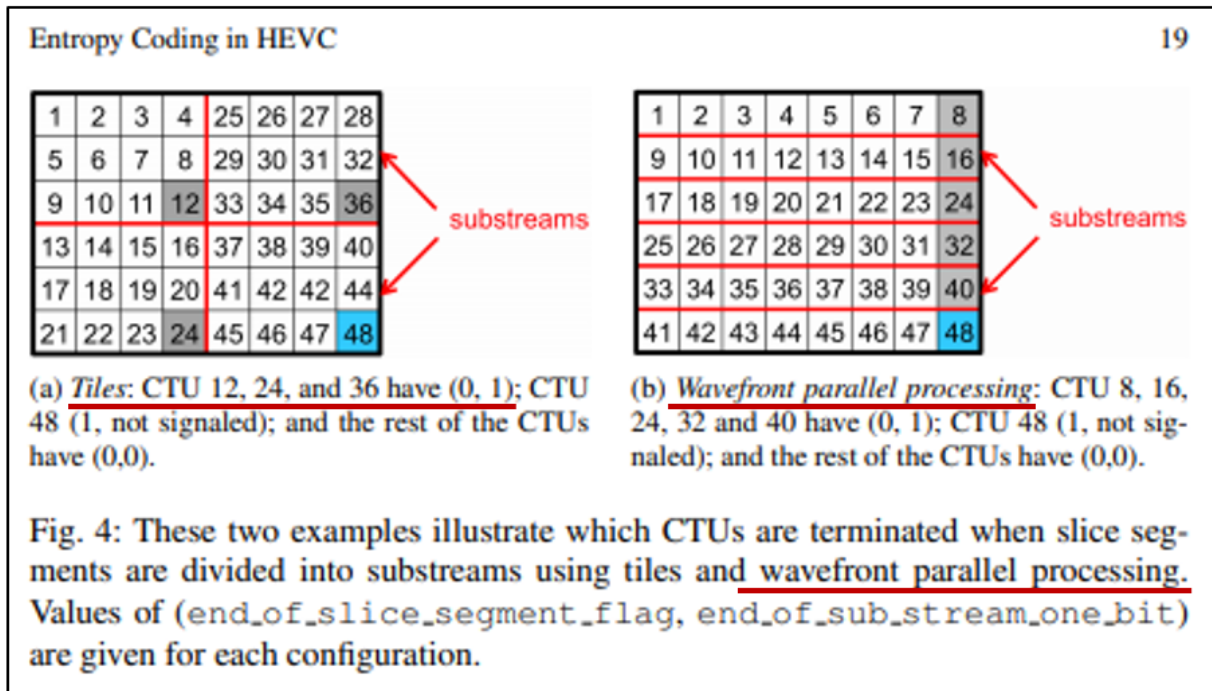 Entropy Coding in HEVC 19
1 2 3 4 25 26 27 28
5 6 7 8 29 30 31 32
9 10 11 12 33 34 35 36
13 14 15 16 37 38 39 40
17 18 19 20 41 42 42 44
21 22 23 24 45 46 47 48
substreams
1 2 3 4 5 6 7 8
9 10 11 12 13 14 15 16
17 18 19 20 21 22 23 24
25 26 27 28 29 30 31 32
33 34 35 36 37 38 39 40
41 42 43 44 45 46 47 48
substreams
(a) Tiles: CTU 12, 24, and 36 have (0, 1); CTU
48 (1, not signaled); and the rest of the CTUs
have (0,0).
(b) Wavefront parallel processing: CTU 8, 16,
24, 32 and 40 have (0, 1); CTU 48 (1, not sig-
naled); and the rest of the CTUs have (0,0).
Fig. 4: These two examples illustrate which CTUs are terminated when slice seg-
ments are divided into substreams using tiles and wavefront parallel processing.
Values of (end_of_slice_segment_flag, end_of_sub_stream_one_bit)
are given for each configuration.